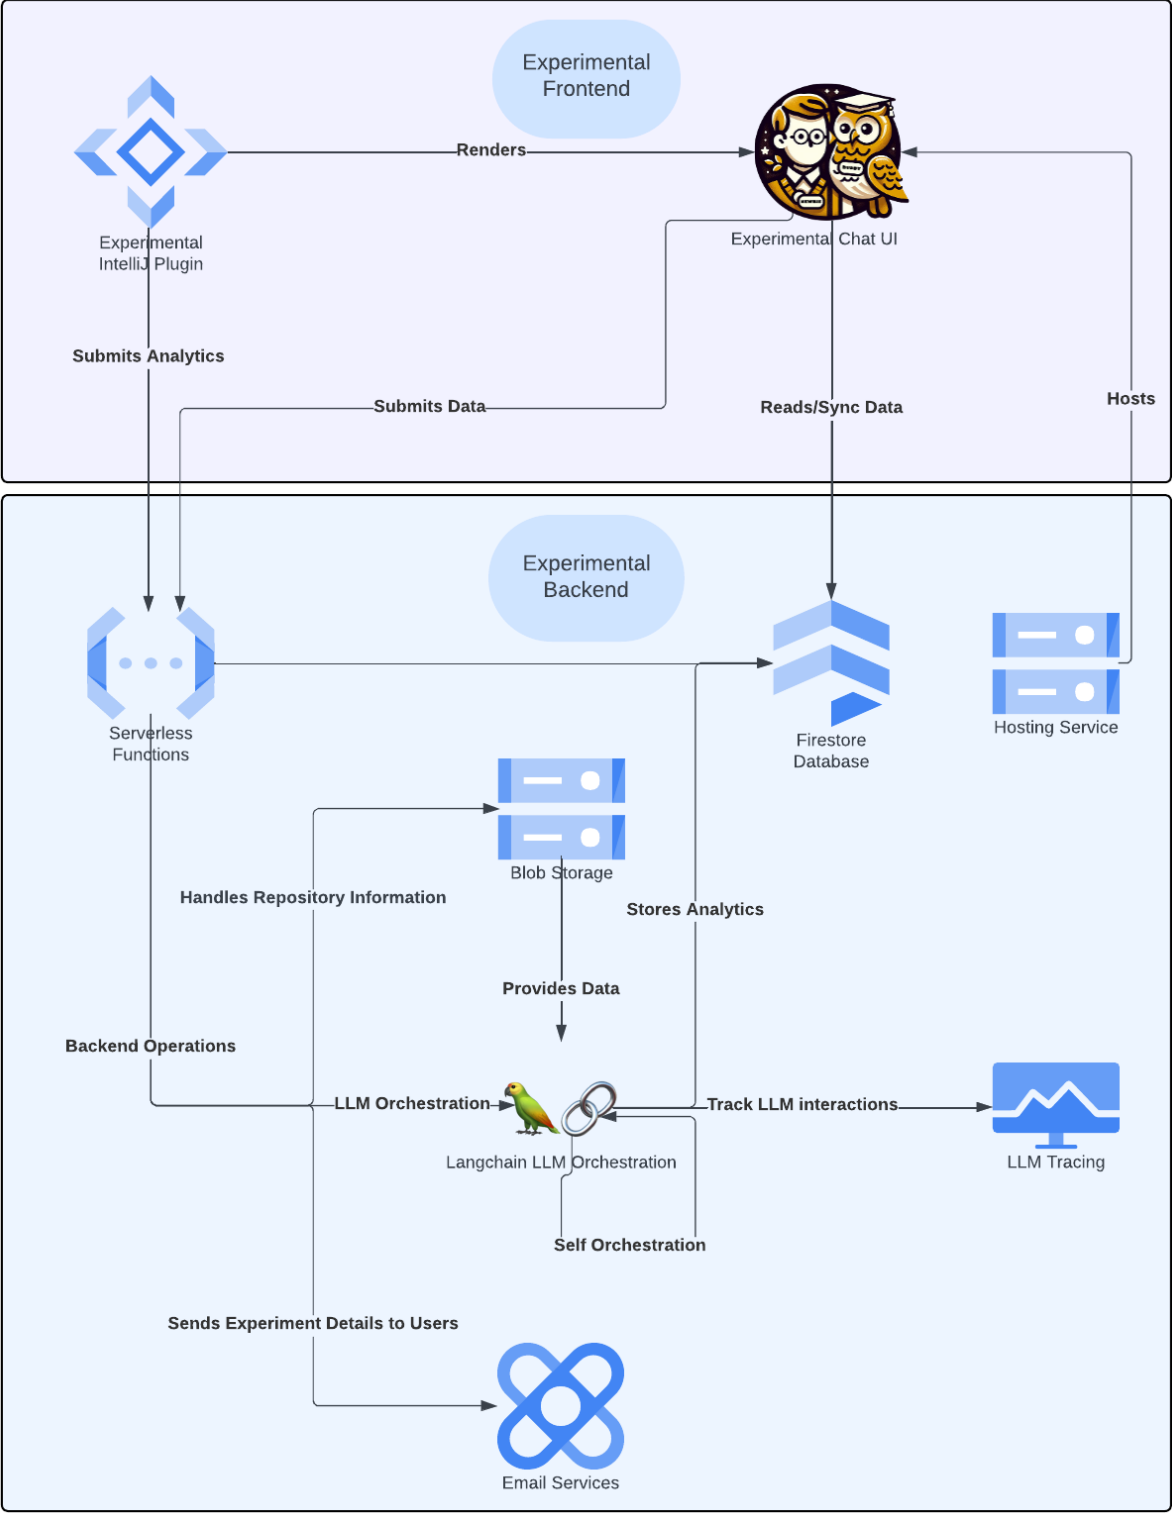 Experimental
Frontend
Renders
Experimental
IntelliJ Plugin
Experimental Chat UI
Submits Analytics
Submits Data
Reads/Sync Data
Hosts
Experimental
Backend
Serverless
Functions
Firestore
Database
Hosting Service
Blob Storage
Handles Repository Information
Stores Analytics
Provides Data
Backend Operations
LLM Orchestration
Track LLM interactions
Langchain LLM Orchestration
LLM Tracing
Self Orchestration
Sends Experiment Details to Users
Email Services